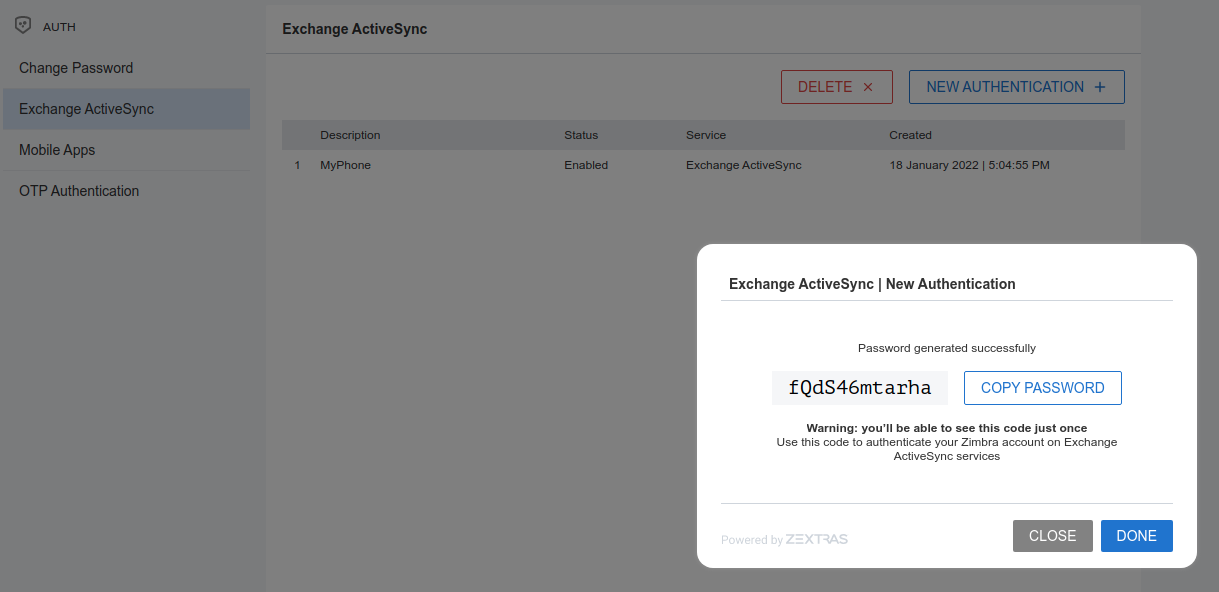 AUTH
Change Password
Exchange ActiveSync
Mobile Apps
OTP Authentication
Exchange ActiveSync
DELETE × NEW AUTHENTICATION +
Description Status Service Created
1 MyPhone Enabled Exchange ActiveSync 18 January 2022 | 5:04:55 PM
Exchange ActiveSync | New Authentication
Password generated successfully
fQdS46mtarha COPY PASSWORD
Warning: you'll be able to see this code just once
Use this code to authenticate your Zimbra account on Exchange
ActiveSync services
Powered by ZEXTRAS
CLOSE DONE